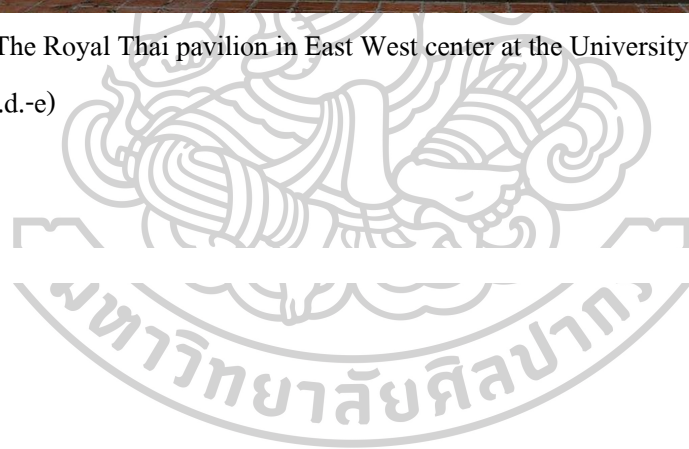 The Royal Thai pavilion in East West center at the University
.d.-e)
มหาวิทยาลัยศิลปากร